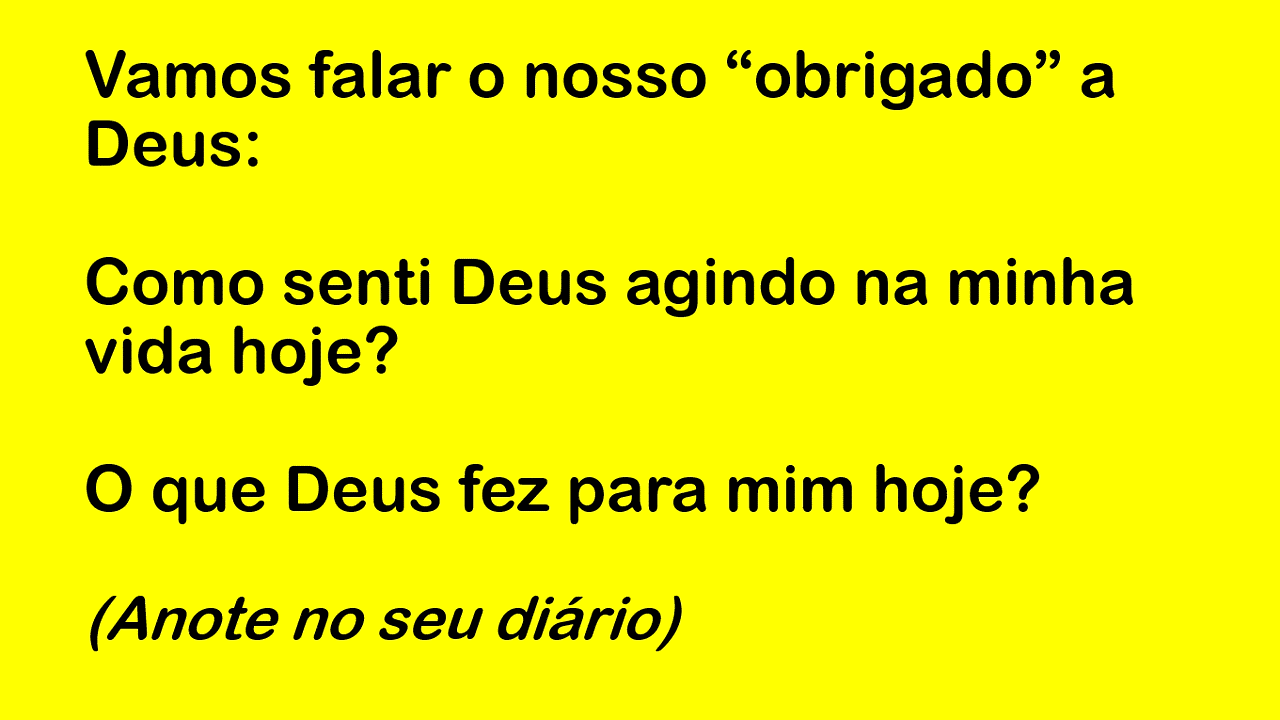 Vamos falar o nosso “obrigado” a
Deus:
Como senti Deus agindo na minha
vida hoje?
O que Deus fez para mim hoje?
(Anote no seu diário)